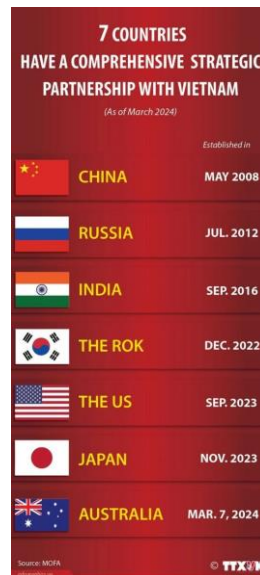 7 COUNTRIES
HAVE A COMPREHENSIVE STRATEGIC
PARTNERSHIP WITH VIETNAM
(As of March 2024)
Established in
CHINA MAY 2008
RUSSIA JUL. 2012
INDIA SEP. 2016
THE ROK DEC. 2022
THE US SEP. 2023
JAPAN NOV. 2023
AUSTRALIA MAR. 7, 2024
Source: MOFA
© TTXVN